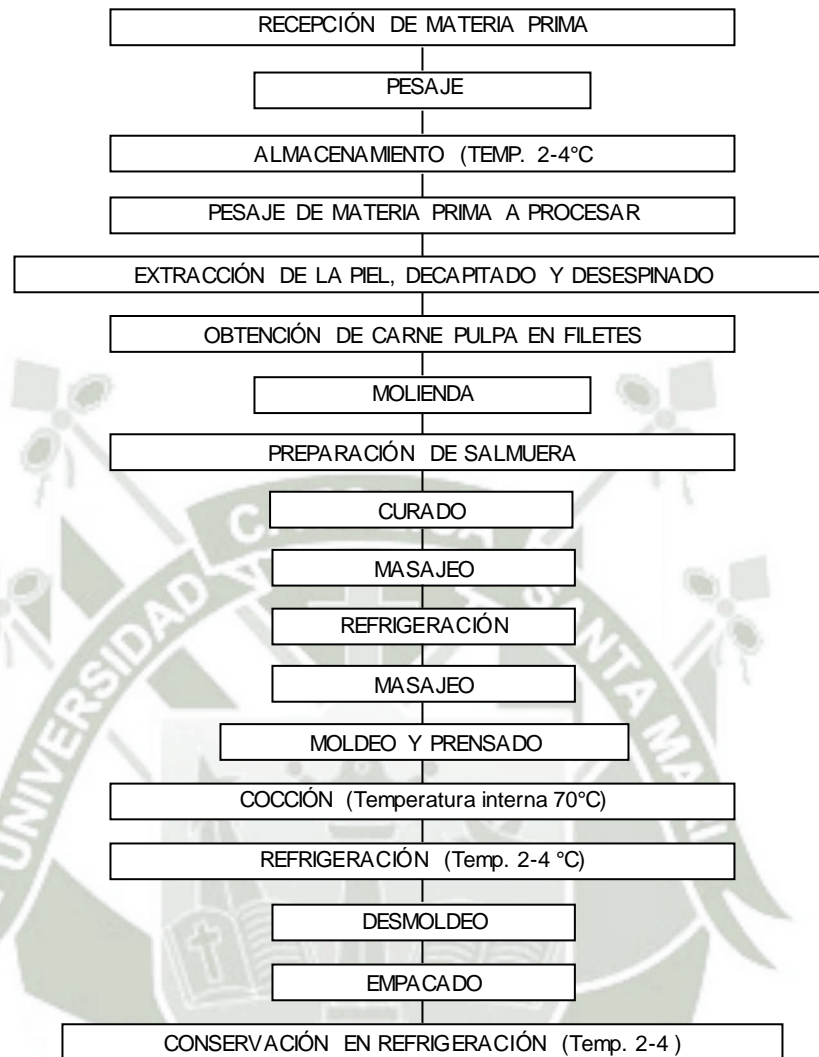 RECEPCIÓN DE MATERIA PRIMA
PESAJE
ALMACENAMIENTO (TEMP. 2-4°C
PESAJE DE MATERIA PRIMA A PROCESAR
EXTRACCIÓN DE LA PIEL, DECAPITADO Y DESESPINADO
OBTENCIÓN DE CARNE PULPA EN FILETES
MOLIENDA
PREPARACIÓN DE SALMUERA
CURADO
MASAJEO
REFRIGERACIÓN
MASAJEO
MOLDEO Y PRENSADO
COCCIÓN (Temperatura interna 70°C)
REFRIGERACIÓN (Temp. 2-4 °C)
DESMOLDEO
EMPACADO
CONSERVACIÓN EN REFRIGERACIÓN (Temp. 2-4 )